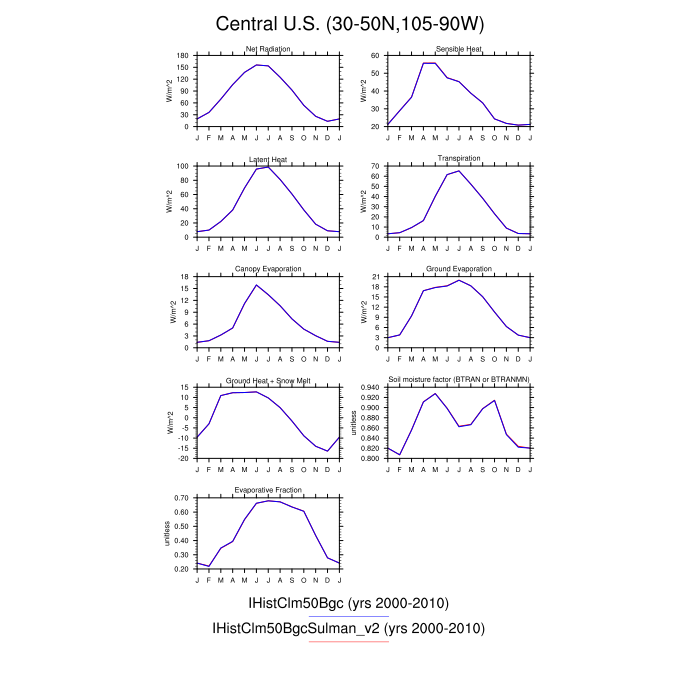 Central U.S. (30-50N,105-90W)
Net Radiation
W/m^2
180
150
120
90
60
30
0
J F M A M J J A S O N D J
Sensible Heat
W/m^2
60
50
40
30
20
J F M A M J J A S O N D J
Latent Heat
W/m^2
100
80
60
40
20
0
J F M A M J J A S O N D J
Transpiration
W/m^2
70
60
50
40
30
20
10
0
J F M A M J J A S O N D J
Canopy Evaporation
W/m^2
18
15
12
9
6
3
0
J F M A M J J A S O N D J
Ground Evaporation
W/m^2
21
18
15
12
9
6
3
0
J F M A M J J A S O N D J
Ground Heat + Snow Melt
W/m^2
15
10
5
0
-5
-10
-15
-20
J F M A M J J A S O N D J
Soil moisture factor (BTRAN or BTRANMN)
unitless
0.940
0.920
0.900
0.880
0.860
0.840
0.820
0.800
J F M A M J J A S O N D J
Evaporative Fraction
unitless
0.70
0.60
0.50
0.40
0.30
0.20
J F M A M J J A S O N D J
IHistClm50Bgc (yrs 2000-2010)
IHistClm50BgcSulman_v2 (yrs 2000-2010)